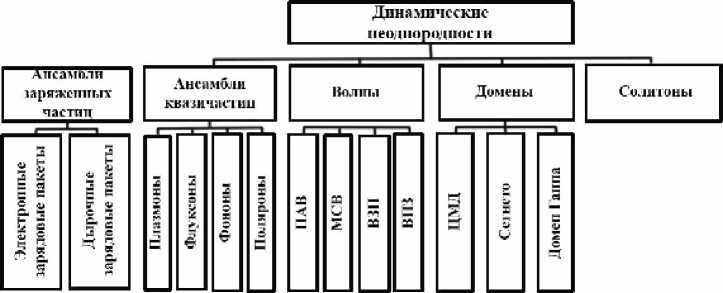 Динамические
неоднородности
Ансамбли
заряженных
частиц
Ансамбли
квазичастиц
Волны
Домены
Солитоны
Электронные
зарядовые пакеты
Дырочные
зарядовые пакеты
Плазмоны
Флуксоны
Фононы
Полироны
ПАВ
МСВ
ВЗП
ВПЗ
ЦМД
Сегнето
Домен Ганна